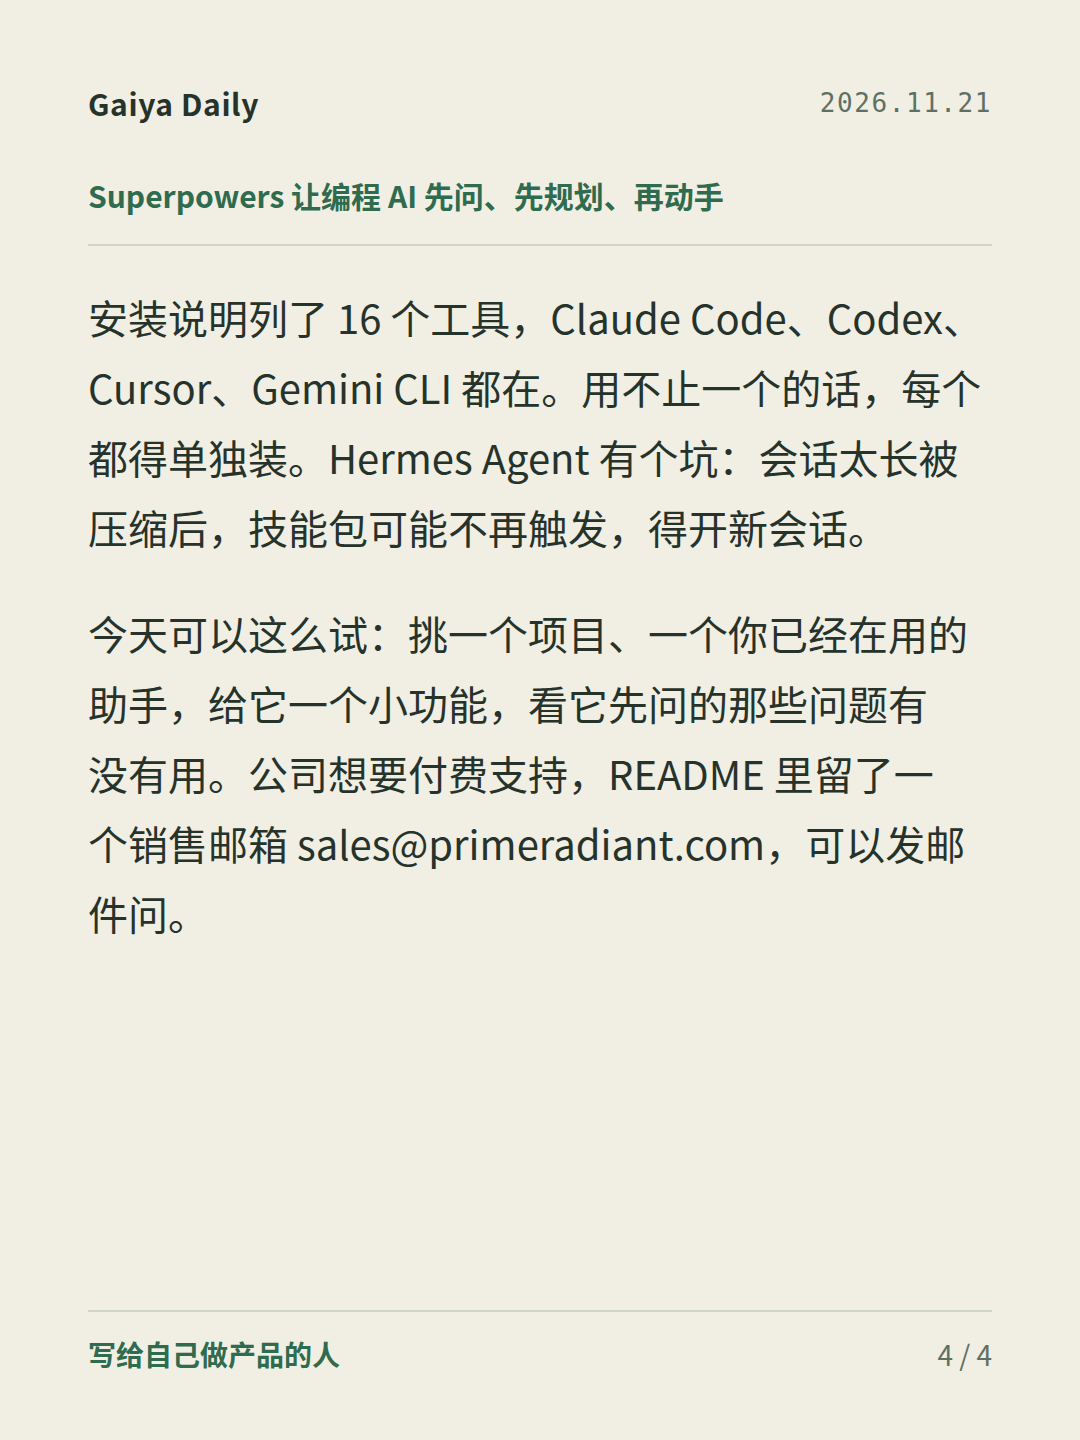 Gaiya Daily
2026.11.21
Superpowers 让编程 AI 先问、先规划、再动手
安装说明列了 16 个工具，Claude Code、Codex、
Cursor、Gemini CLI 都在。用不止一个的话，每个
都得单独装。Hermes Agent 有个坑：会话太长被
压缩后，技能包可能不再触发，得开新会话。
今天可以这么试：挑一个项目、一个你已经在用的
助手，给它一个小功能，看它先问的那些问题有
没有用。公司想要付费支持，README 里留了一
个销售邮箱 sales@primeradiant.com，可以发邮
件问。
写给自己做产品的人
4 / 4